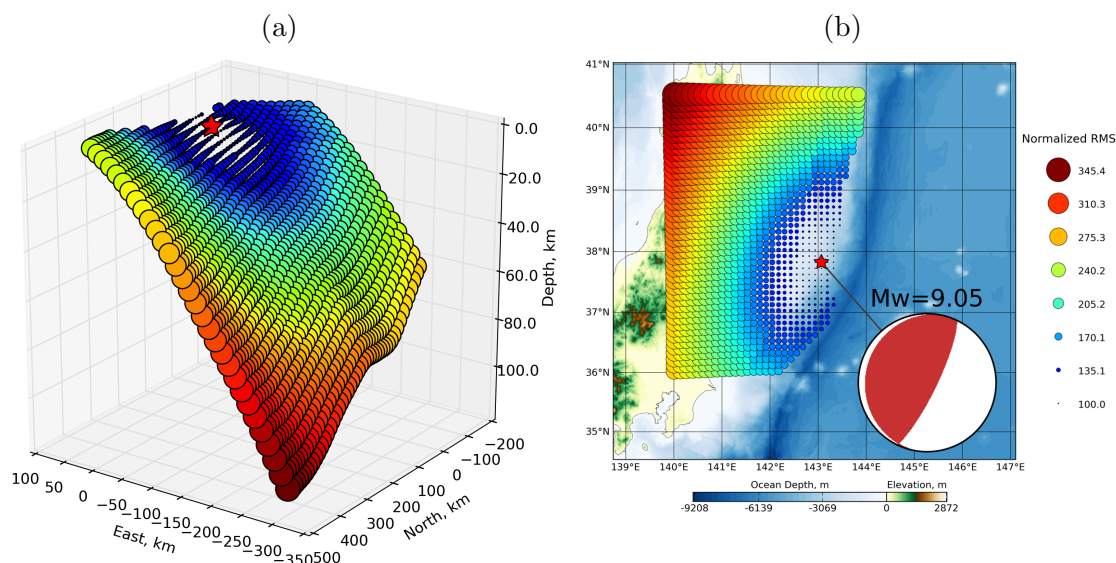 (a)
(b)
0.0
20.0
40.0
60.0
80.0
100.0
Depth, km
100
50
0
−50
−100
−150
−200
−250
−300
−350
East, km
500
400
300
200
100
0
−100
−200
North, km
41°N
40°N
39°N
38°N
37°N
36°N
35°N
139°E
140°E
141°E
142°E
143°E
144°E
145°E
146°E
147°E
Mw=9.05
Normalized RMS
345.4
310.3
275.3
240.2
205.2
170.1
135.1
100.0
Ocean Depth, m
Elevation, m
-9208
-6139
-3069
0
2872